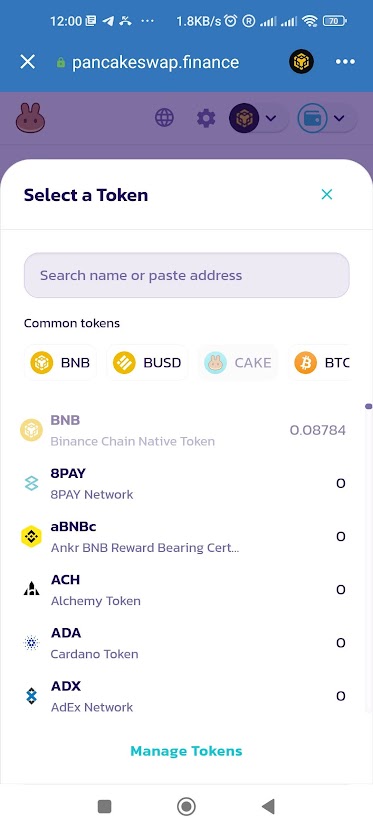 12:00 ··· 1.8KB/s 70
pancakeswap.finance
Select a Token
Search name or paste address
Common tokens
BNB BUSD CAKE BTC
BNB
Binance Chain Native Token 0.08784
8PAY
8PAY Network 0
aBNBc
Ankr BNB Reward Bearing Cert... 0
ACH
Alchemy Token 0
ADA
Cardano Token 0
ADX
AdEx Network 0
Manage Tokens